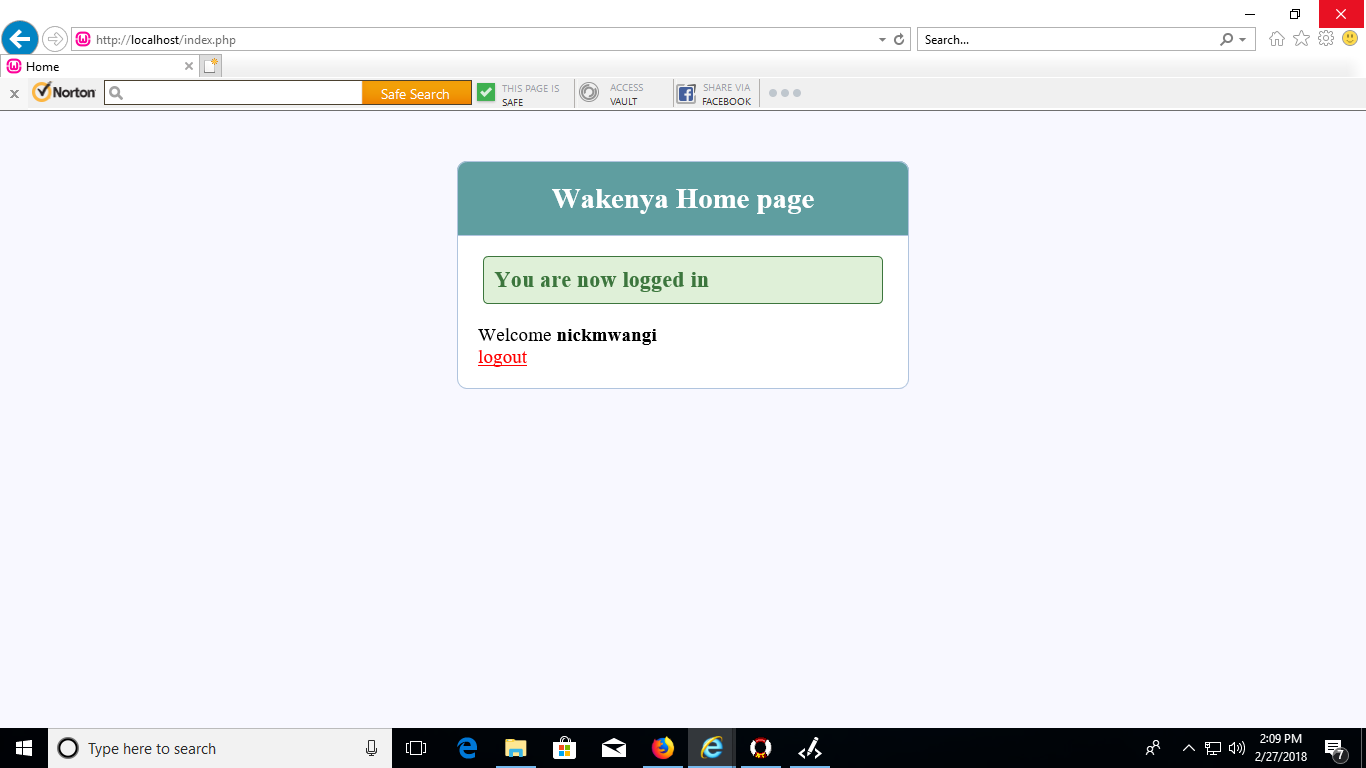 http://localhost/index.php
Search...
Home
Norton
Safe Search
THIS PAGE IS
SAFE
ACCESS
VAULT
SHARE VIA
FACEBOOK
Wakenya Home page
You are now logged in
Welcome nickmwangi
logout
Type here to search
2:09 PM
2/27/2018
7